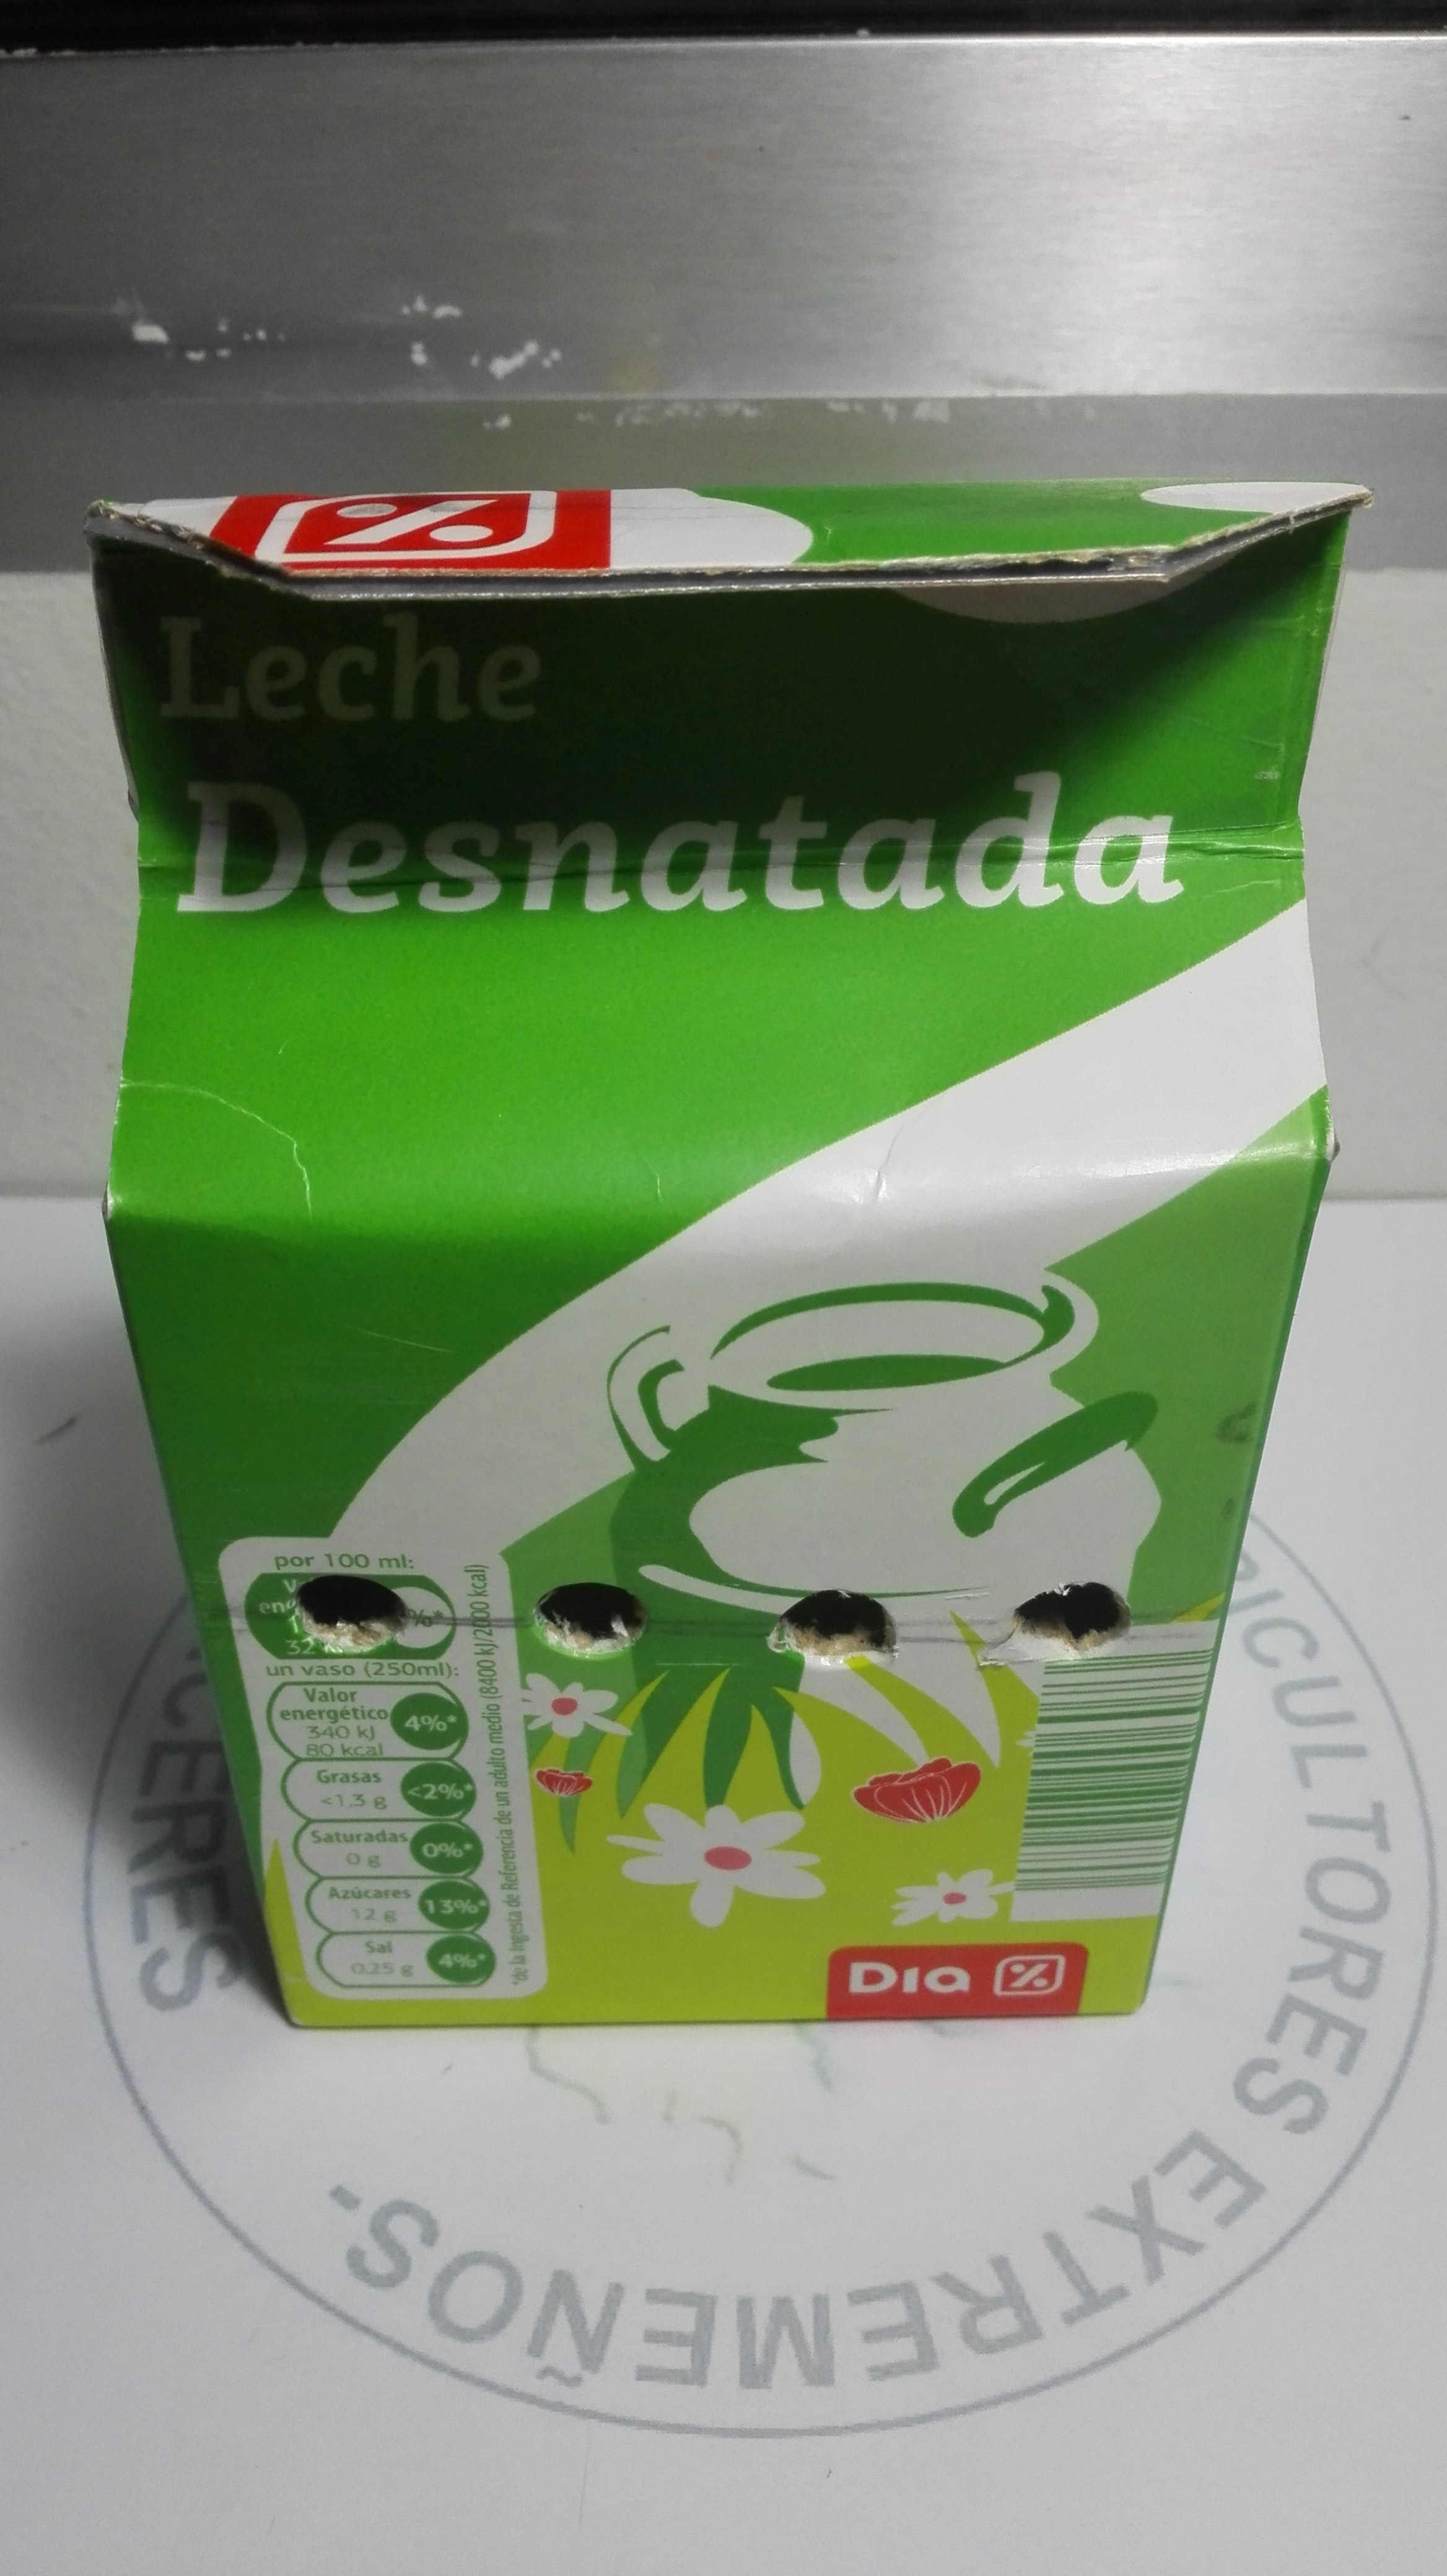 %
Leche
Desnatada
por 100 ml:
%*
32
un vaso (250ml):
Valor
energético
340 kJ
80 kcal
4%*
Grasas
<1,3 g
<2%*
Saturadas
0 g
0%*
Azúcares
12 g
13%*
Sal
0,25 g
4%*
*de la Ingesta de Referencia de un adulto medio (8400 kJ/2000 kcal)
Dia %
EXTREMEÑOS-